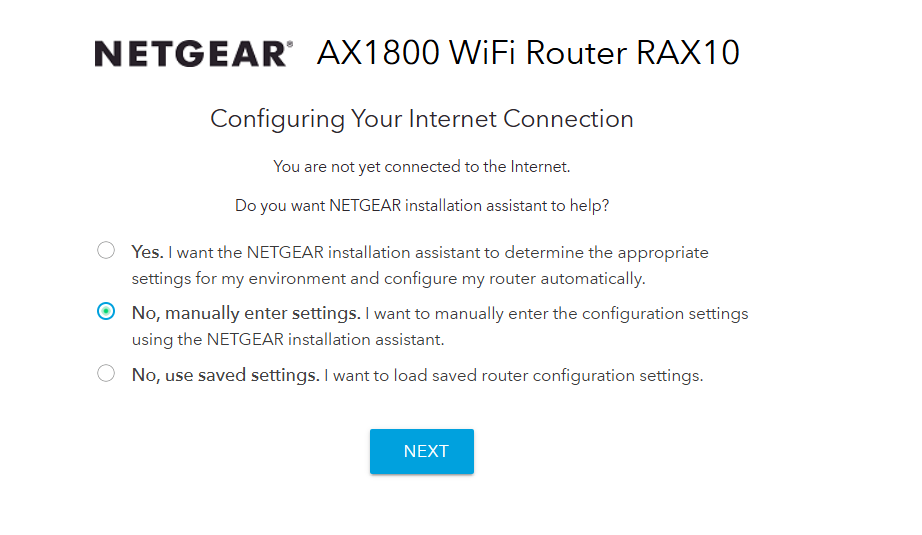 NETGEAR® AX1800 WiFi Router RAX10
Configuring Your Internet Connection
You are not yet connected to the Internet.
Do you want NETGEAR installation assistant to help?
Yes. I want the NETGEAR installation assistant to determine the appropriate
settings for my environment and configure my router automatically.
No, manually enter settings. I want to manually enter the configuration settings
using the NETGEAR installation assistant.
No, use saved settings. I want to load saved router configuration settings.
NEXT